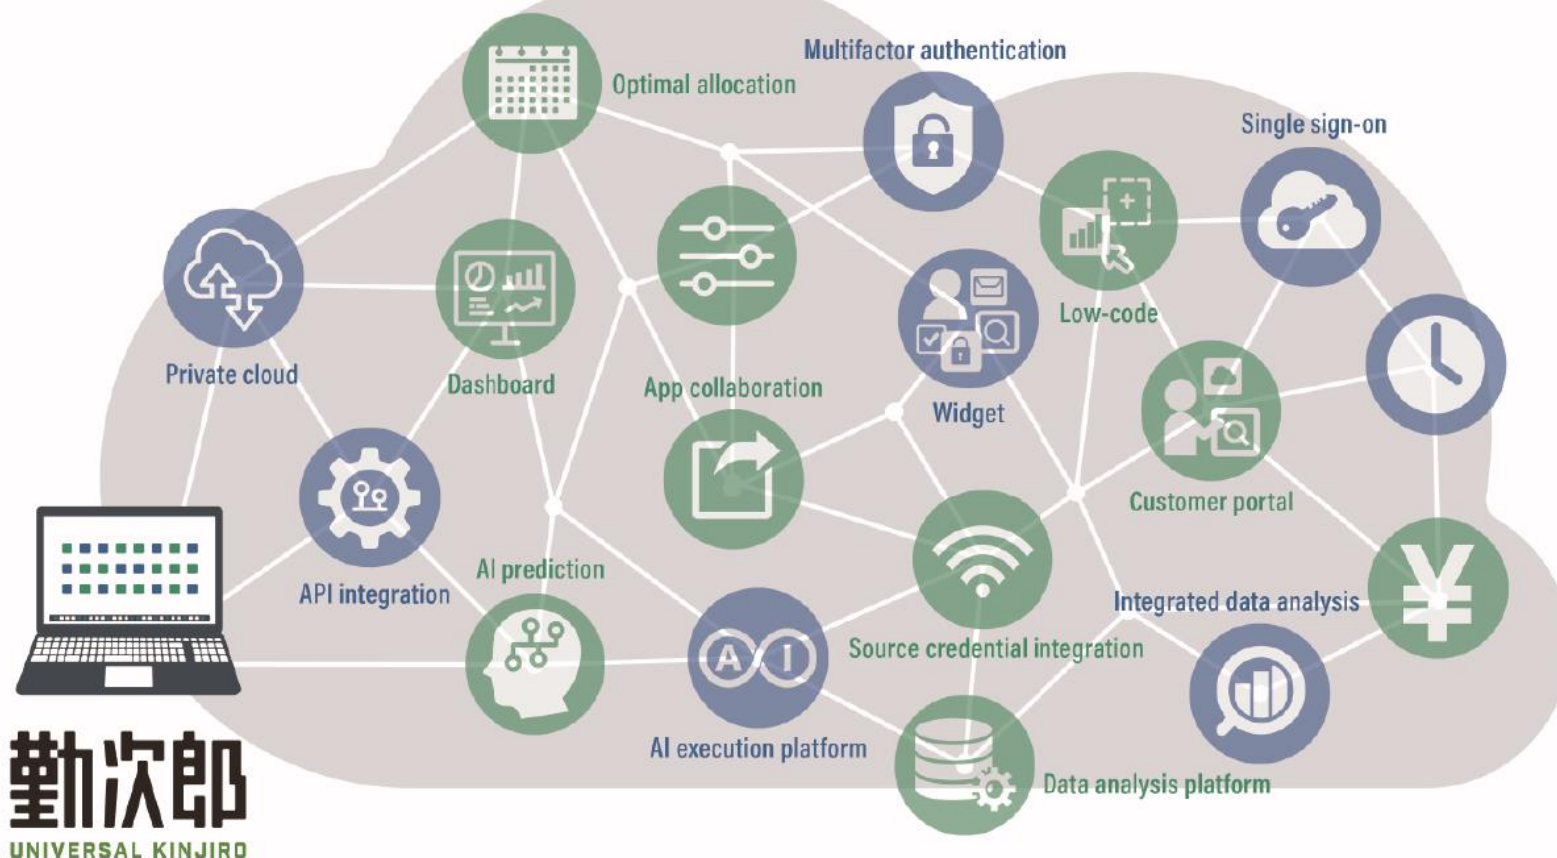 Multifactor authentication
Optimal allocation
Single sign-on
Low-code
Private cloud
Dashboard
App collaboration
Widget
Customer portal
AI prediction
API integration
Integrated data analysis
¥
A I
Source credential integration
AI execution platform
Data analysis platform
勤次郎
UNIVERSAL KINJIRO